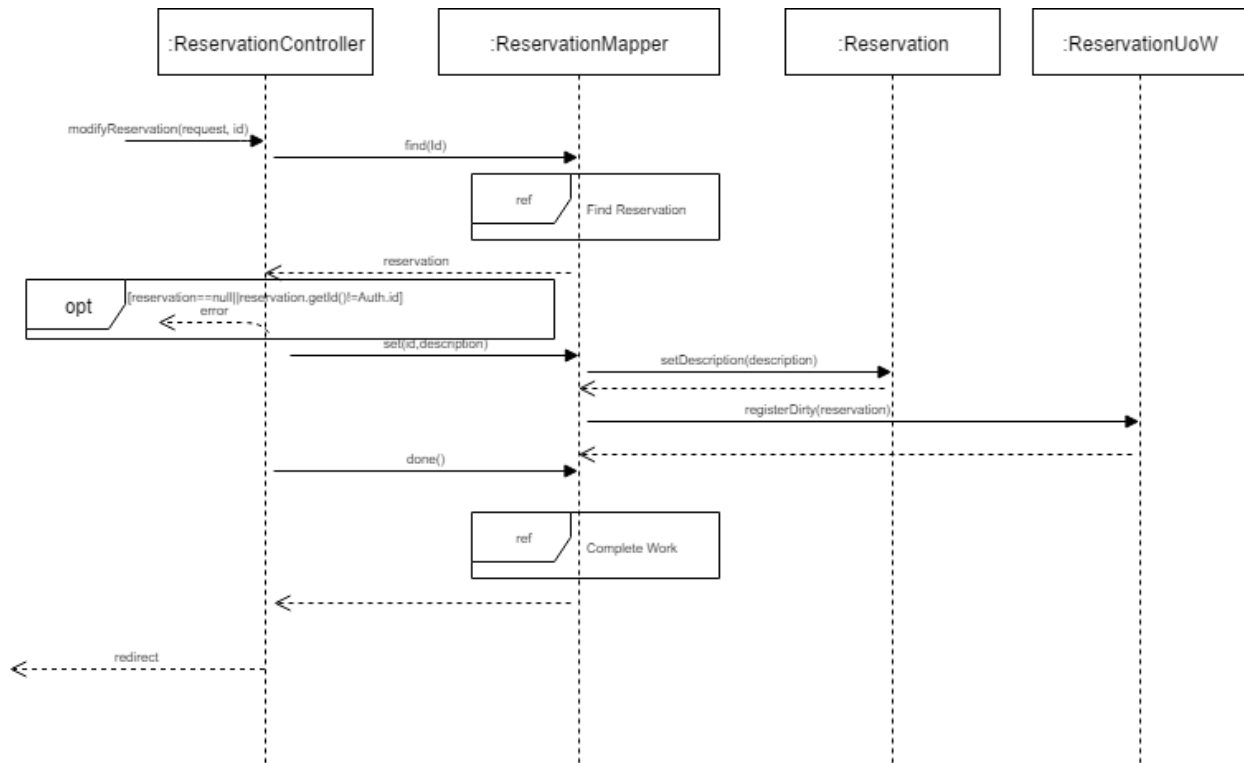 :ReservationController
:ReservationMapper
:Reservation
:ReservationUoW
modifyReservation(request, id)
find(Id)
ref
Find Reservation
reservation
opt
[reservation==null||reservation.getId()!=Auth.id]
error
set(id,description)
setDescription(description)
registerDirty(reservation)
done()
ref
Complete Work
redirect